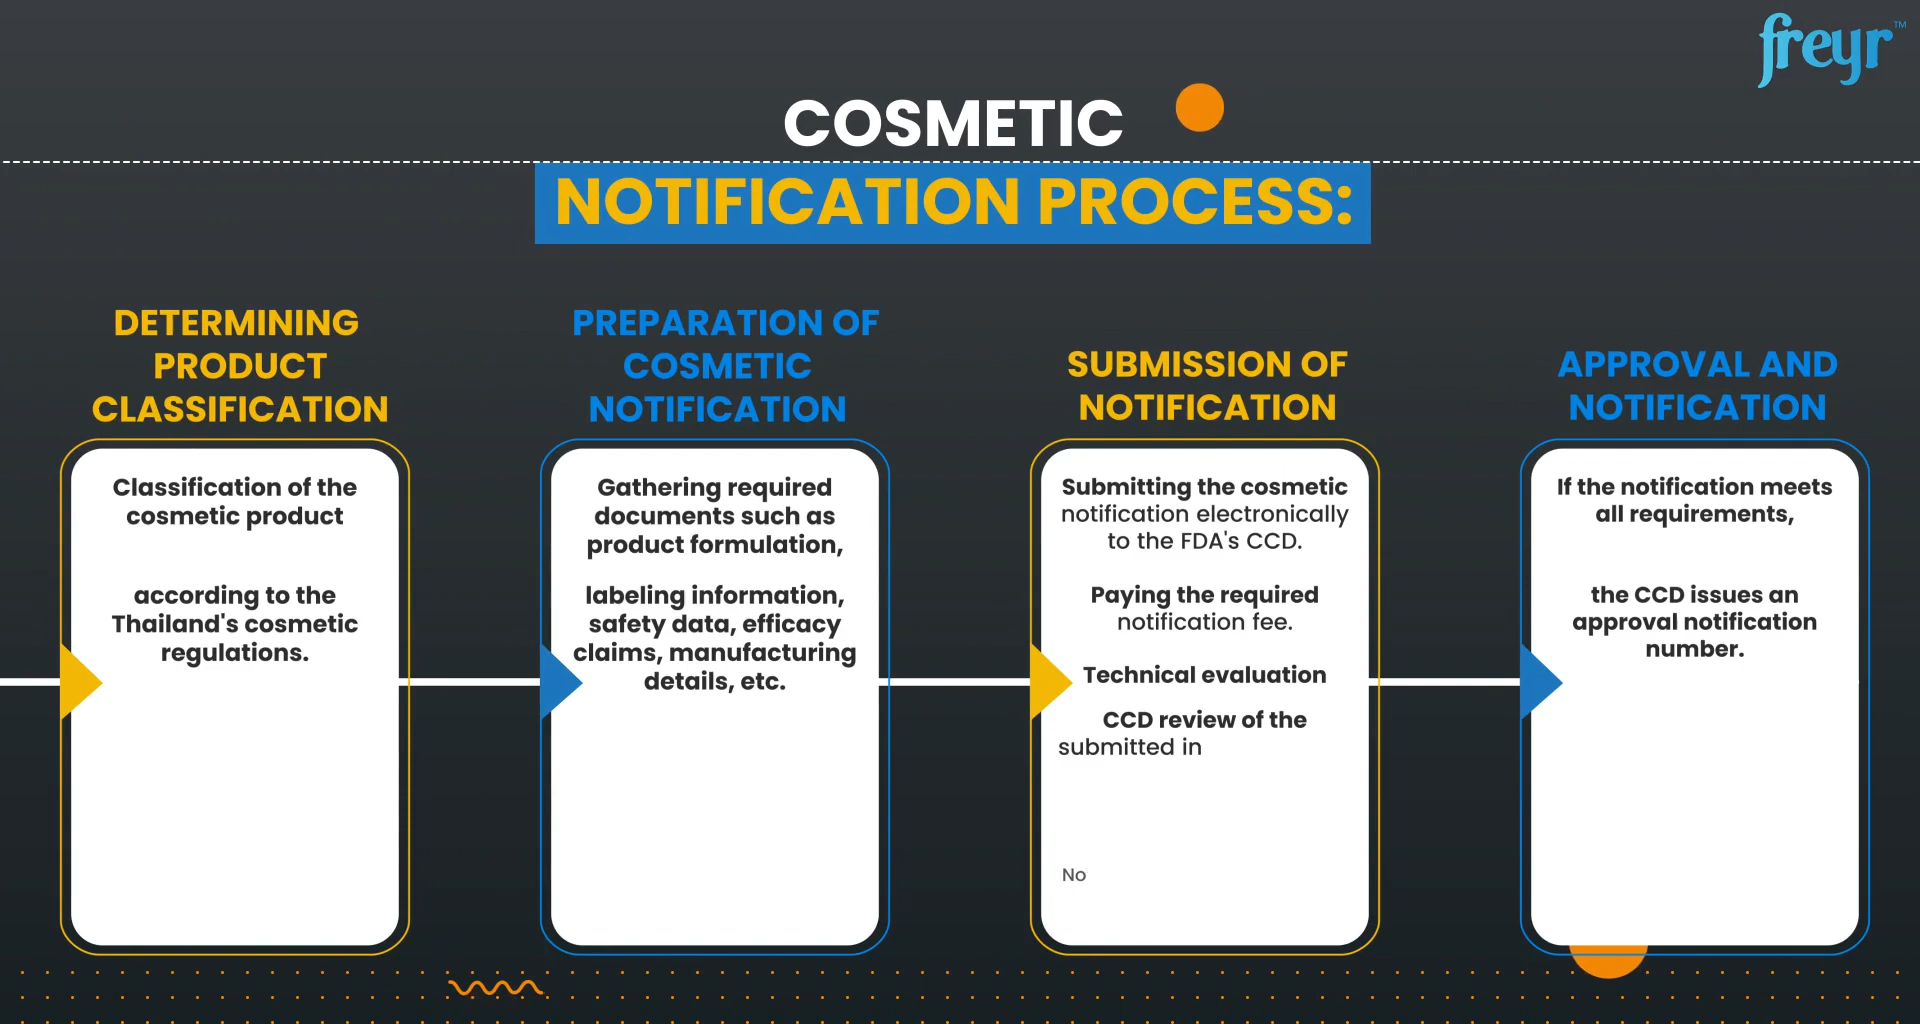 freyr™
COSMETIC
NOTIFICATION PROCESS:
DETERMINING
PRODUCT
CLASSIFICATION
Classification of the
cosmetic product
according to the
Thailand's cosmetic
regulations.
PREPARATION OF
COSMETIC
NOTIFICATION
Gathering required
documents such as
product formulation,
labeling information,
safety data, efficacy
claims, manufacturing
details, etc.
SUBMISSION OF
NOTIFICATION
Submitting the cosmetic
notification electronically
to the FDA's CCD.
Paying the required
notification fee.
Technical evaluation
CCD review of the
submitted in
No
APPROVAL AND
NOTIFICATION
If the notification meets
all requirements,
the CCD issues an
approval notification
number.